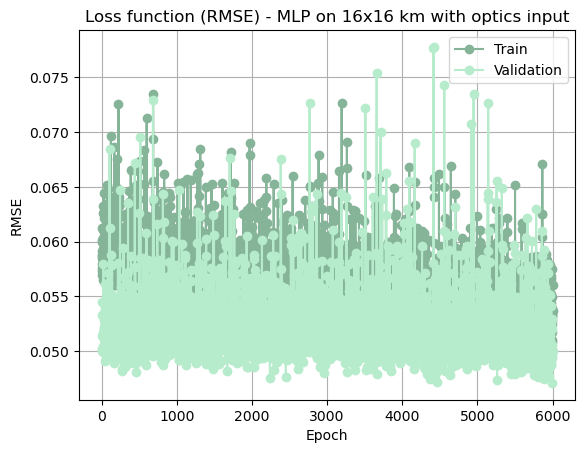 Loss function (RMSE) - MLP on 16x16 km with optics input
Train
Validation
0.075
0.070
0.065
0.060
0.055
0.050
RMSE
0 1000 2000 3000 4000 5000 6000
Epoch